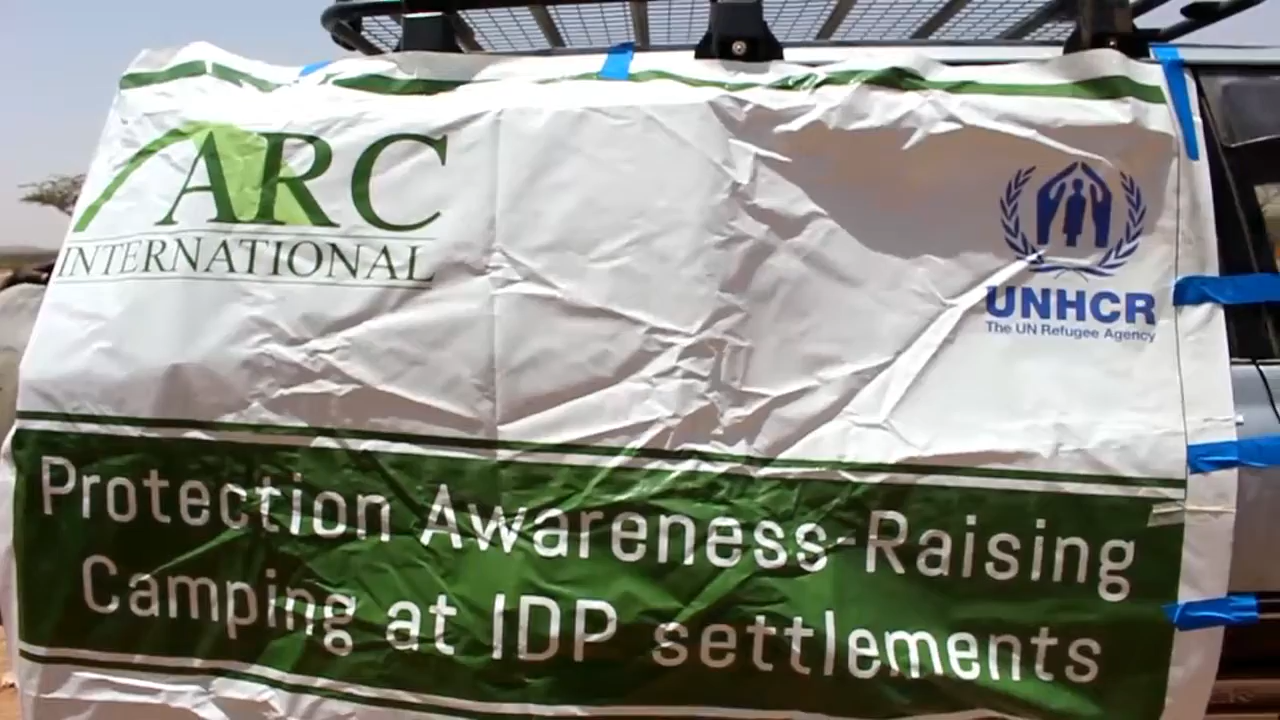 ARC
INTERNATIONAL
UNHCR
The UN Refugee Agency
Protection Awareness-Raising
Camping at IDP settlements